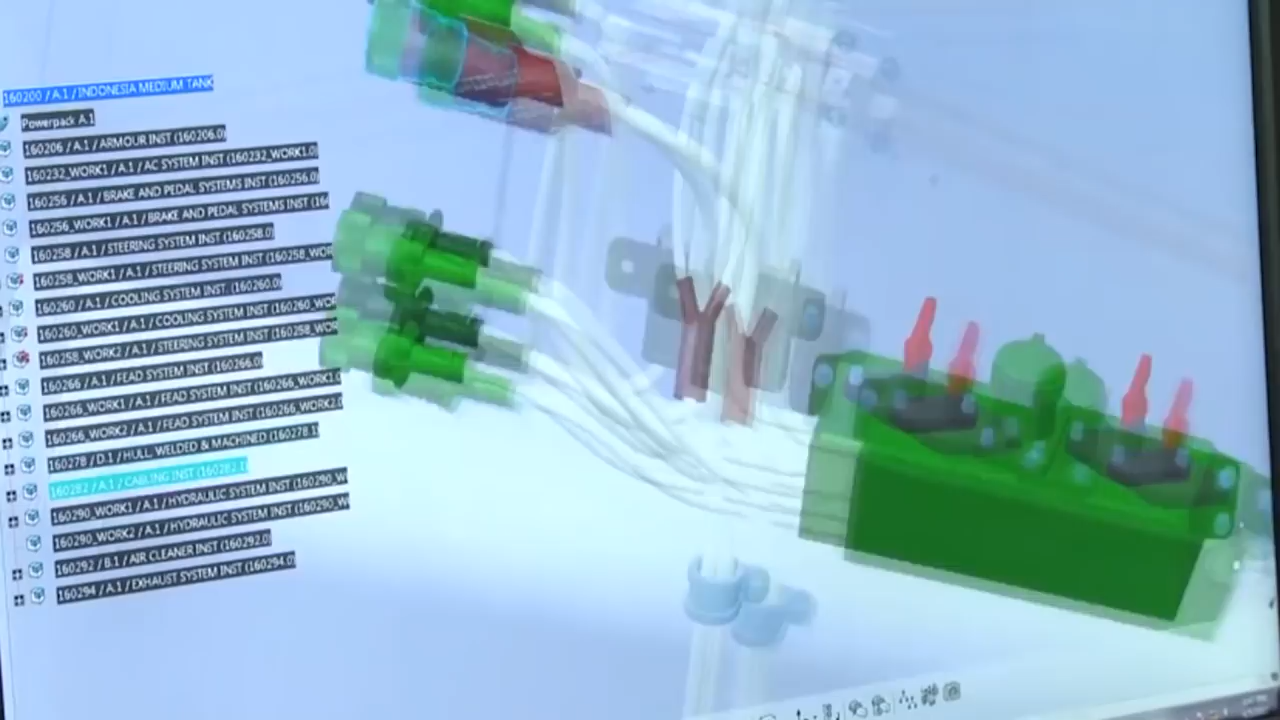 160200 / A.1 / INDONESIA MEDIUM TANK
Powerpack A.1
160206 / A.1 / ARMOUR INST (160206.0)
160232_WORK1 / A.1 / AC SYSTEM INST (160232_WORK1.0)
160256 / A.1 / BRAKE AND PEDAL SYSTEMS INST (160256.0)
160256_WORK1 / A.1 / BRAKE AND PEDAL SYSTEMS INST (16
160258 / A.1 / STEERING SYSTEM INST (160258.0)
160258_WORK1 / A.1 / STEERING SYSTEM INST (160258_WOR
160260 / A.1 / COOLING SYSTEM INST. (160260.0)
160260_WORK1 / A.1 / COOLING SYSTEM INST (160260_WO
160258_WORK2 / A.1 / STEERING SYSTEM INST (160258_WO
160266 / A.1 / FEAD SYSTEM INST (160266.0)
160266_WORK1 / A.1 / FEAD SYSTEM INST (160266_WORK1.0
160266_WORK2 / A.1 / FEAD SYSTEM INST (160266_WORK2.0
160278 / D.1 / HULL, WELDED & MACHINED (160278.1)
160282 / A.1 / CABLING INST (160282.1)
160290_WORK1 / A.1 / HYDRAULIC SYSTEM INST (160290_W
160290_WORK2 / A.1 / HYDRAULIC SYSTEM INST (160290_W
160292 / B.1 / AIR CLEANER INST (160292.0)
160294 / A.1 / EXHAUST SYSTEM INST (160294.0)